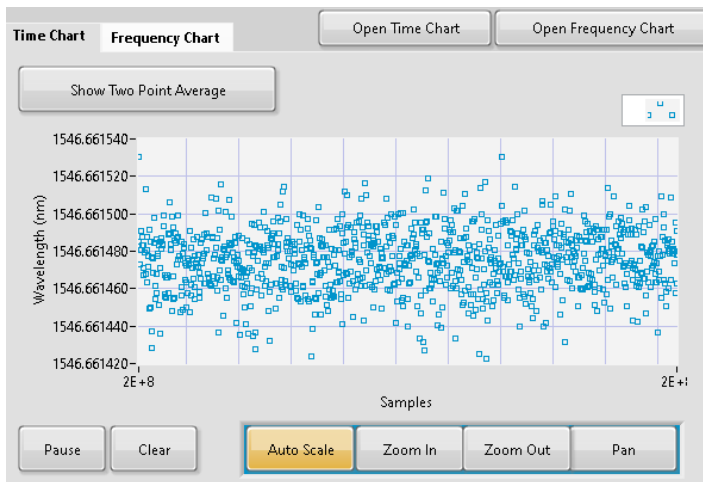 Time Chart
Frequency Chart
Open Time Chart
Open Frequency Chart
Show Two Point Average
1546.661540-
1546.661520-
1546.661500-
1546.661480-
1546.661460-
1546.661440-
1546.661420-
Wavelength (nm)
2E+8
2E+
Samples
Pause
Clear
Auto Scale
Zoom In
Zoom Out
Pan